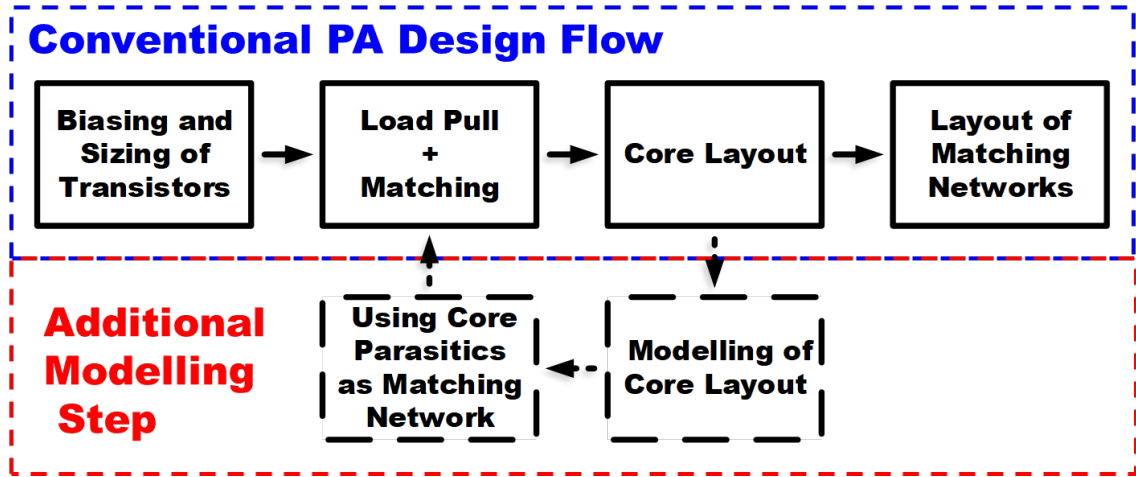 Conventional PA Design Flow
Biasing and
Sizing of
Transistors
Load Pull
+
Matching
Core Layout
Layout of
Matching
Networks
Additional
Modelling
Step
Using Core
Parasitics
as Matching
Network
Modelling of
Core Layout